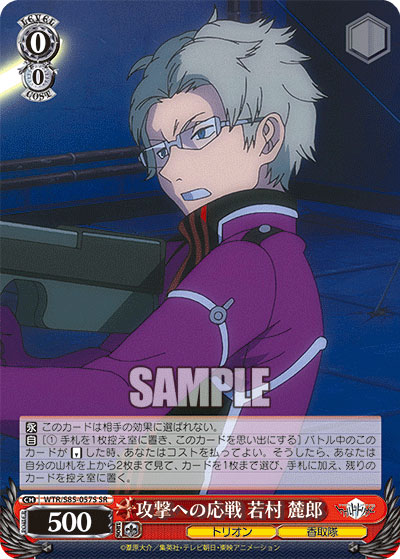 LEVEL
0
0
COST
SAMPLE
永 このカードは相手の効果に選ばれない。
自 [① 手札を1枚控え室に置き、このカードを思い出にする] バトル中のこの
カードが した時、あなたはコストを払ってよい。そうしたら、あなたは
自分の山札を上から2枚まで見て、カードを1枚まで選び、手札に加え、残りの
カードを控え室に置く。
CH
WTR/S85-057S SR
500
攻撃への応戦 若村 麓郎
トリオン
香取隊
©葦原大介/集英社・テレビ朝日・東映アニメーション